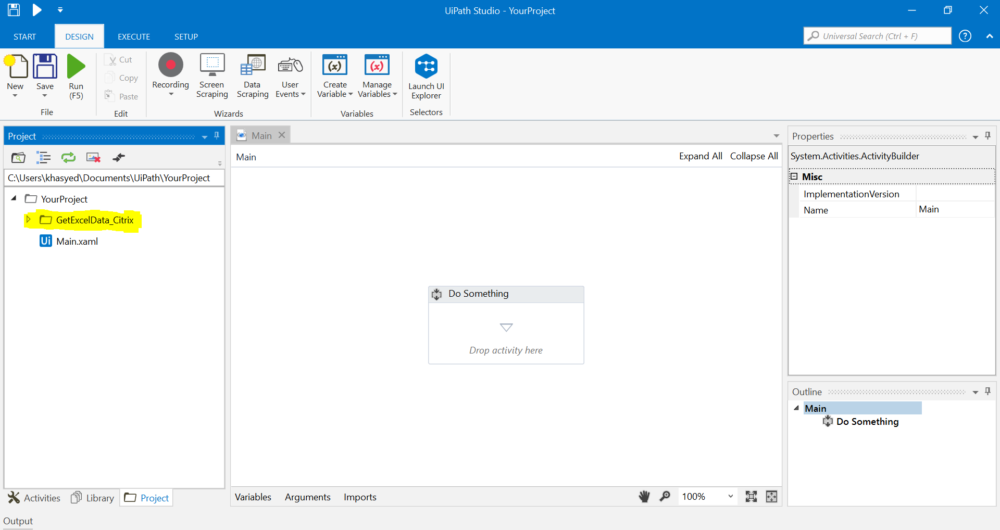 UiPath Studio - YourProject
START DESIGN EXECUTE SETUP
Universal Search (Ctrl + F)
?
New
Save
Run
(F5)
File
Cut
Copy
Paste
Edit
Recording
Screen
Scraping
Data
Scraping
User
Events
Wizards
(x)
Create
Variable
(x)
Manage
Variables
Variables
Launch UI
Explorer
Selectors
Project
C:\Users\khasyed\Documents\UiPath\YourProject
YourProject
GetExcelData_Citrix
Ui Main.xaml
Activities Library Project
Main
Main
Expand All Collapse All
Do Something
Drop activity here
Variables Arguments Imports
100%
Properties
System.Activities.ActivityBuilder
Misc
ImplementationVersion
Name Main
Outline
Main
Do Something
Output